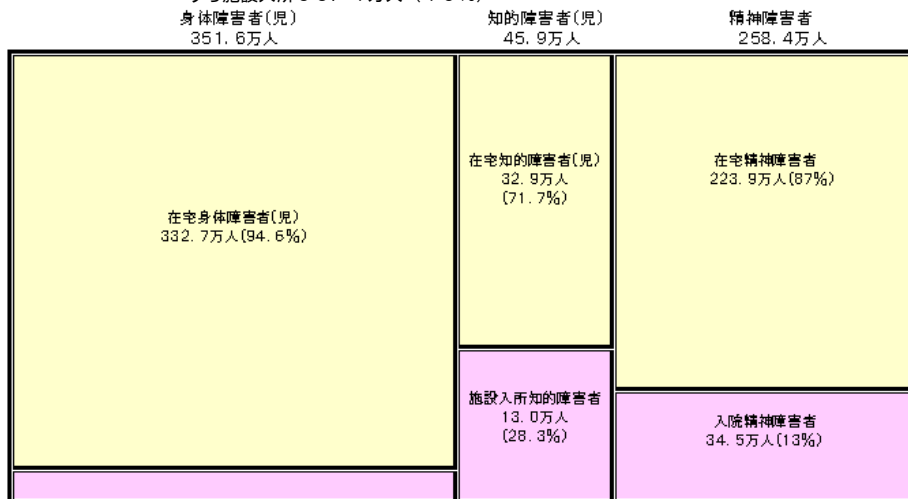 身体障害者(児)
351.6万人
知的障害者(児)
45.9万人
精神障害者
258.4万人
在宅身体障害者(児)
332.7万人(94.6%)
在宅知的障害者(児)
32.9万人
(71.7%)
在宅精神障害者
223.9万人(87%)
施設入所知的障害者
13.0万人
(28.3%)
入院精神障害者
34.5万人(13%)